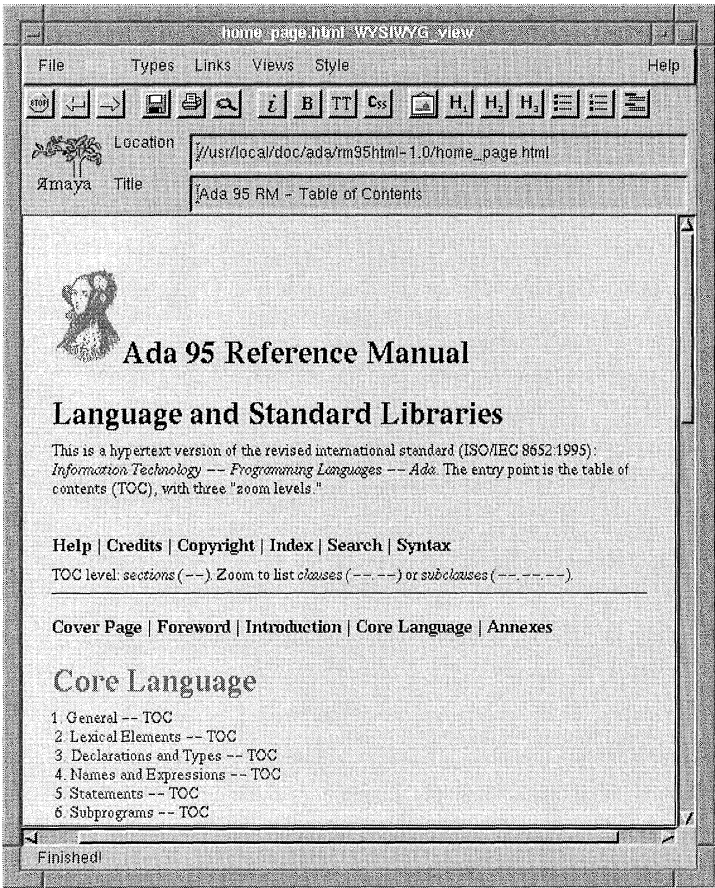 home_page.html WYSIWYG_view
File Types Links Views Style Help
STOP i B TT Css H1 H2 H3
Location //usr/local/doc/ada/rm95html-1.0/home_page.html
Amaya Title Ada 95 RM - Table of Contents
Ada 95 Reference Manual
Language and Standard Libraries
This is a hypertext version of the revised international standard (ISO/IEC 8652:1995):
Information Technology -- Programming Languages -- Ada. The entry point is the table of
contents (TOC), with three "zoom levels."
Help | Credits | Copyright | Index | Search | Syntax
TOC level: sections (--). Zoom to list clauses (--.--) or subclauses (--.--.--).
Cover Page | Foreword | Introduction | Core Language | Annexes
Core Language
1. General -- TOC
2. Lexical Elements -- TOC
3. Declarations and Types -- TOC
4. Names and Expressions -- TOC
5. Statements -- TOC
6. Subprograms -- TOC
Finished!